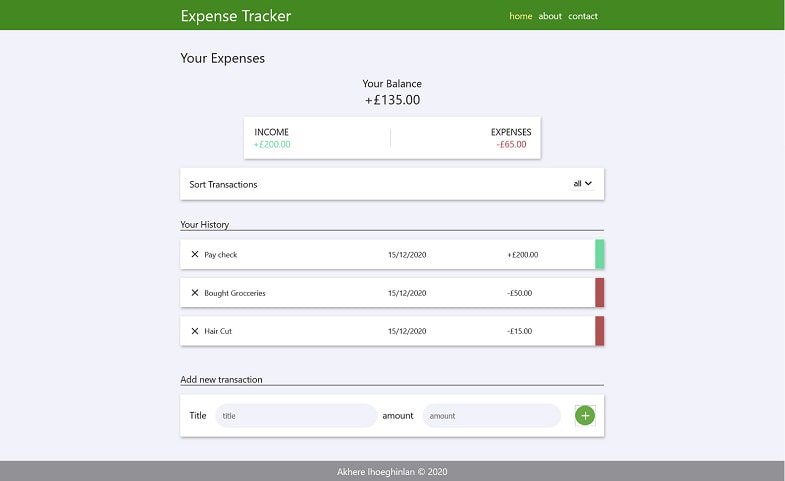 Expense Tracker home about contact
Your Expenses
Your Balance
+£135.00
INCOME EXPENSES
+£200.00 -£65.00
Sort Transactions all
Your History
Pay check 15/12/2020 +£200.00
Bought Grocceries 15/12/2020 -£50.00
Hair Cut 15/12/2020 -£15.00
Add new transaction
Title title amount amount
Akhere Ihoeghinlan © 2020